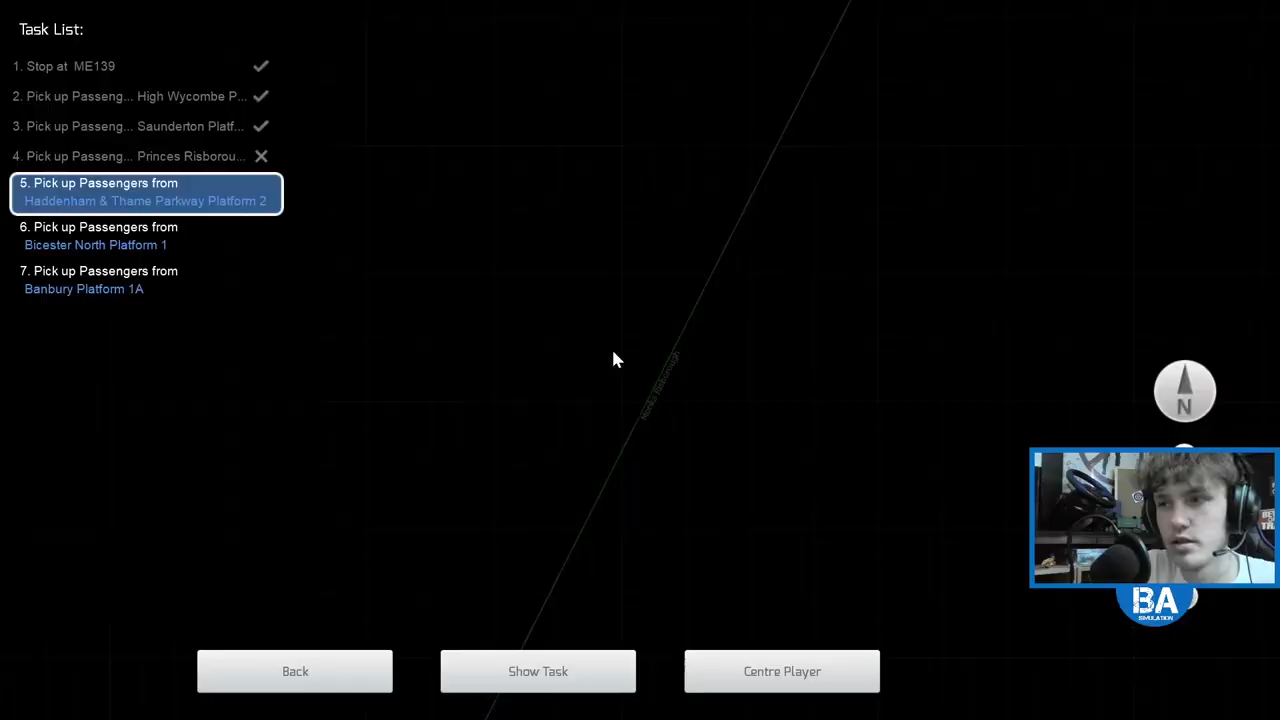 Task List:
1. Stop at ME139
2. Pick up Passeng... High Wycombe P...
3. Pick up Passeng... Saunderton Platf...
4. Pick up Passeng... Princes Risborou...
5. Pick up Passengers from
Haddenham & Thame Parkway Platform 2
6. Pick up Passengers from
Bicester North Platform 1
7. Pick up Passengers from
Banbury Platform 1A
Monks Risborough
N
BA
SIMULATION
Back
Show Task
Centre Player